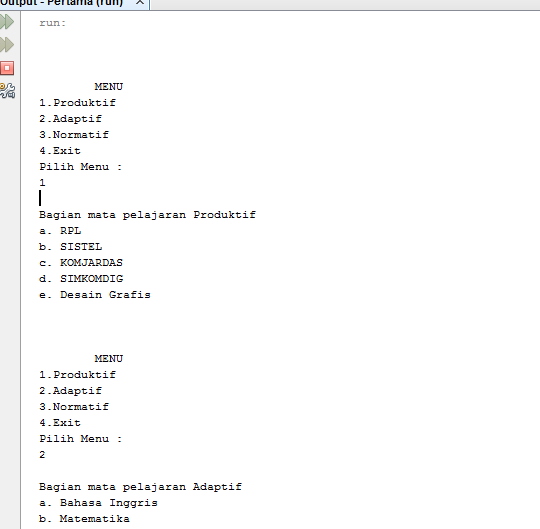 Output - Pertama (run)
run:
MENU
1.Produktif
2.Adaptif
3.Normatif
4.Exit
Pilih Menu :
1
Bagian mata pelajaran Produktif
a. RPL
b. SISTEL
c. KOMJARDAS
d. SIMKOMDIG
e. Desain Grafis
MENU
1.Produktif
2.Adaptif
3.Normatif
4.Exit
Pilih Menu :
2
Bagian mata pelajaran Adaptif
a. Bahasa Inggris
b. Matematika